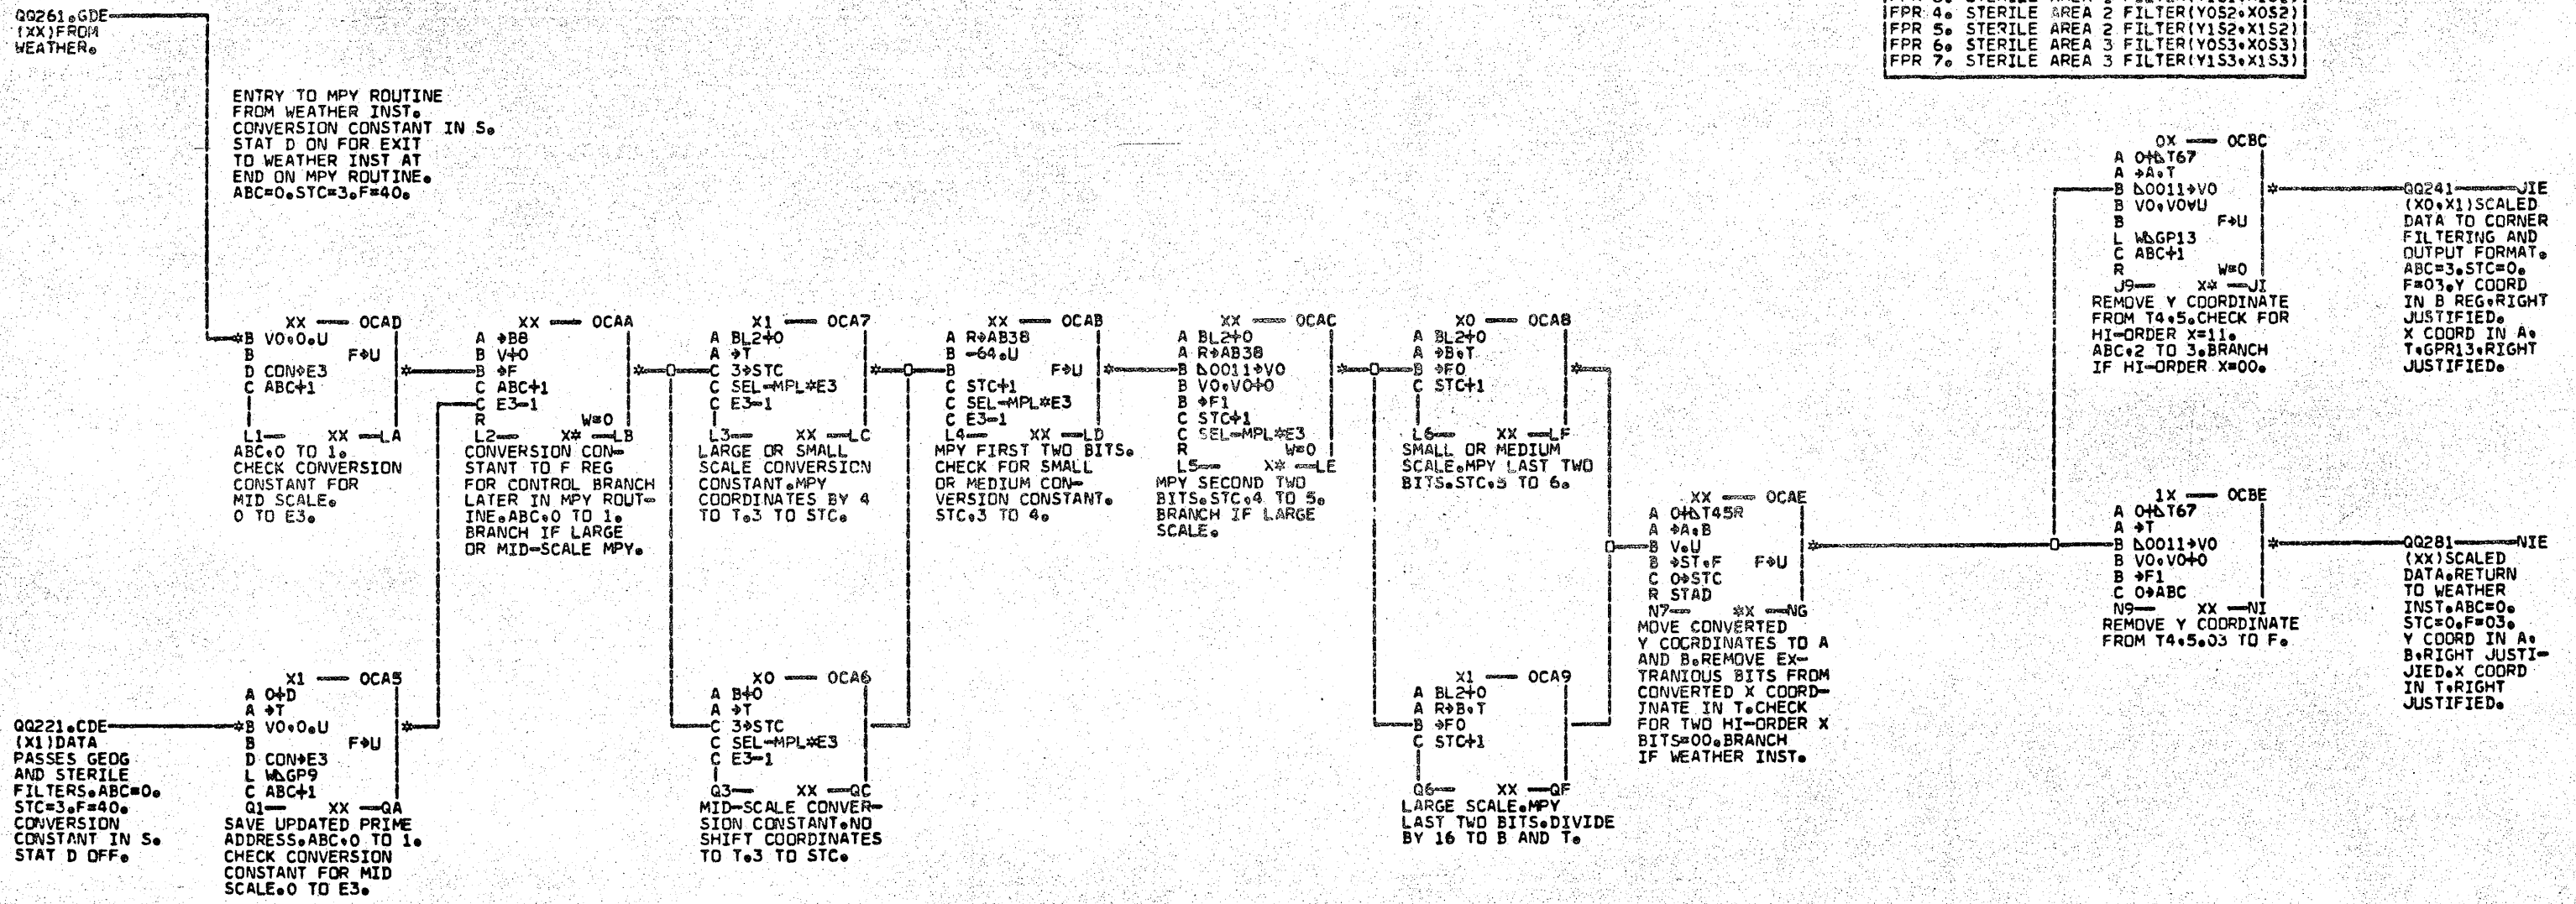 QQ261.GDE
(XX)FROM
WEATHER.
FPR 4. STERILE AREA 2 FILTER(Y0S2,X0S2)
FPR 5. STERILE AREA 2 FILTER(Y1S2,X1S2)
FPR 6. STERILE AREA 3 FILTER(Y0S3,X0S3)
FPR 7. STERILE AREA 3 FILTER(Y1S3,X1S3)
ENTRY TO MPY ROUTINE
FROM WEATHER INST.
CONVERSION CONSTANT IN S.
STAT D ON FOR EXIT
TO WEATHER INST AT
END ON MPY ROUTINE.
ABC=0.STC=3.F=40.
XX — OCAD
*B V0,0,U
B F→U
D CON→E3
C ABC+1
L1— XX —LA
ABC,0 TO 1.
CHECK CONVERSION
CONSTANT FOR
MID SCALE.
0 TO E3.
X1 — OCA5
A 0+D
A →T
*B V0,0,U
B F→U
D CON→E3
L W∆GP9
C ABC+1
Q1— XX —QA
SAVE UPDATED PRIME
ADDRESS.ABC,0 TO 1.
CHECK CONVERSION
CONSTANT FOR MID
SCALE.0 TO E3.
QQ221.CDE
(X1)DATA
PASSES GEOG
AND STERILE
FILTERS.ABC=0.
STC=3.F=40.
CONVERSION
CONSTANT IN S.
STAT D OFF.
XX — OCAA
A →B8
B V+0
B →F
C ABC+1
C E3-1
R W=0
L2— X* —LB
CONVERSION CON-
STANT TO F REG
FOR CONTROL BRANCH
LATER IN MPY ROUT-
INE.ABC,0 TO 1.
BRANCH IF LARGE
OR MID-SCALE MPY.
X1 — OCA7
A BL2+0
A →T
C 3→STC
C SEL-MPL*E3
C E3-1
L3— XX —LC
LARGE OR SMALL
SCALE CONVERSION
CONSTANT.MPY
COORDINATES BY 4
TO T.3 TO STC.
X0 — OCA6
A B+0
A →T
C 3→STC
C SEL-MPL*E3
C E3-1
Q3— XX —QC
MID-SCALE CONVER-
SION CONSTANT.NO
SHIFT COORDINATES
TO T.3 TO STC.
XX — OCAB
A R→AB38
B -64,U
B F→U
C STC+1
C SEL-MPL*E3
C E3-1
L4— XX —LD
MPY FIRST TWO BITS.
CHECK FOR SMALL
OR MEDIUM CON-
VERSION CONSTANT.
STC,3 TO 4.
XX — OCAC
A BL2+0
A R→AB38
B ∆0011→V0
B V0,V0+0
B →F1
C STC+1
C SEL-MPL*E3
R W=0
L5— X* —LE
MPY SECOND TWO
BITS.STC,4 TO 5.
BRANCH IF LARGE
SCALE.
X0 — OCA8
A BL2+0
A →B,T
B →F0
C STC+1
L6— XX —LF
SMALL OR MEDIUM
SCALE.MPY LAST TWO
BITS.STC,5 TO 6.
X1 — OCA9
A BL2+0
A R→B,T
B →F0
C STC+1
Q6— XX —QF
LARGE SCALE.MPY
LAST TWO BITS.DIVIDE
BY 16 TO B AND T.
XX — OCAE
A 0+∆T45R
A →A,B
B V,U
B →ST,F F→U
C 0→STC
R STAD
N7— *X —NG
MOVE CONVERTED
Y COORDINATES TO A
AND B.REMOVE EX-
TRANIOUS BITS FROM
CONVERTED X COORD-
INATE IN T.CHECK
FOR TWO HI-ORDER X
BITS=00.BRANCH
IF WEATHER INST.
0X — OCBC
A 0+∆T67
A →A,T
B ∆0011→V0
B V0,V0∀U
B F→U
L W∆GP13
C ABC+1
R W=0
J9— X* —JI
REMOVE Y COORDINATE
FROM T4,5.CHECK FOR
HI-ORDER X=11.
ABC,2 TO 3.BRANCH
IF HI-ORDER X=00.
QQ241 — JIE
(X0,X1)SCALED
DATA TO CORNER
FILTERING AND
OUTPUT FORMAT.
ABC=3.STC=0.
F=03.Y COORD
IN B REG,RIGHT
JUSTIFIED.
X COORD IN A,
T,GPR13,RIGHT
JUSTIFIED.
1X — OCBE
A 0+∆T67
A →T
B ∆0011→V0
B V0,V0+0
B →F1
C 0→ABC
N9— XX —NI
REMOVE Y COORDINATE
FROM T4,5.03 TO F.
QQ281 — NIE
(XX)SCALED
DATA.RETURN
TO WEATHER
INST.ABC=0.
STC=0.F=03.
Y COORD IN A,
B,RIGHT JUSTI-
JIED.X COORD
IN T,RIGHT
JUSTIFIED.